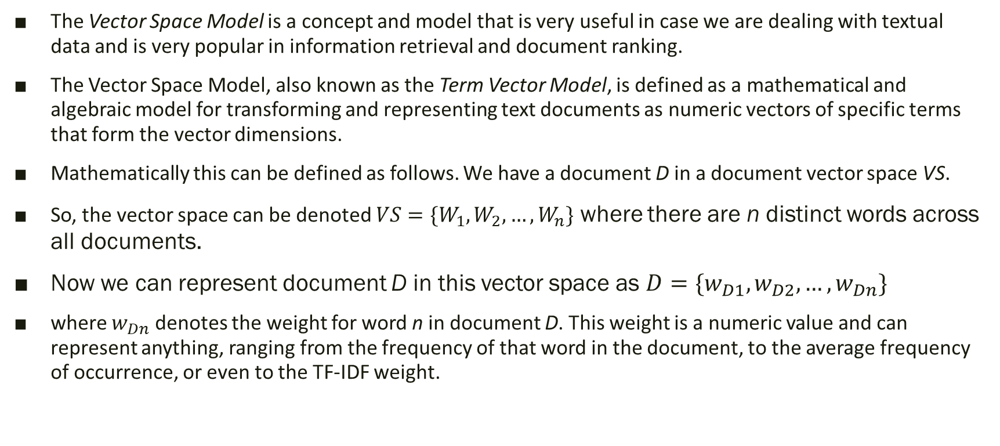 ■ The Vector Space Model is a concept and model that is very useful in case we are dealing with textual
data and is very popular in information retrieval and document ranking.
■ The Vector Space Model, also known as the Term Vector Model, is defined as a mathematical and
algebraic model for transforming and representing text documents as numeric vectors of specific terms
that form the vector dimensions.
■ Mathematically this can be defined as follows. We have a document D in a document vector space VS.
■ So, the vector space can be denoted VS = {W₁, W₂, … , Wₙ} where there are n distinct words across
all documents.
■ Now we can represent document D in this vector space as D = {w_{D1}, w_{D2}, … , w_{Dn}}
■ where w_{Dn} denotes the weight for word n in document D. This weight is a numeric value and can
represent anything, ranging from the frequency of that word in the document, to the average frequency
of occurrence, or even to the TF-IDF weight.